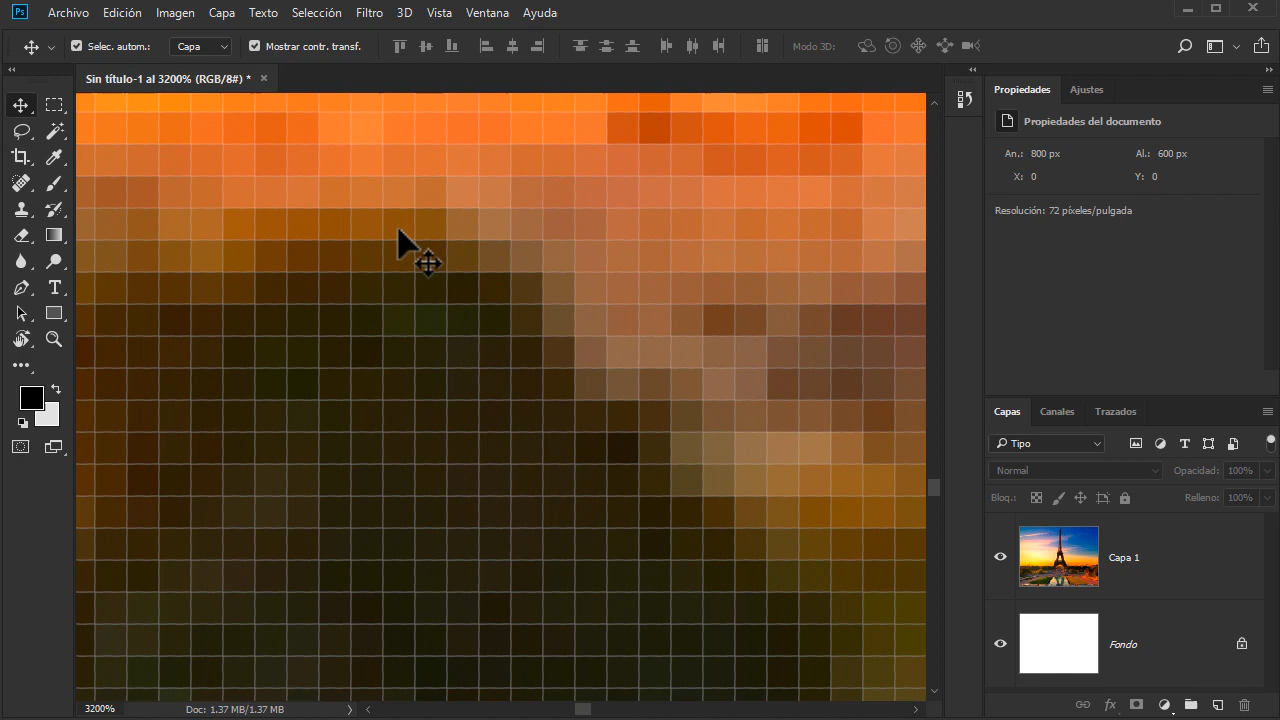 Ps Archivo Edición Imagen Capa Texto Selección Filtro 3D Vista Ventana Ayuda
Selec. autom.: Capa Mostrar contr. transf. Modo 3D:
Sin título-1 al 3200% (RGB/8#) *
Propiedades Ajustes
Propiedades del documento
An.: 800 px Al.: 600 px
X: 0 Y: 0
Resolución: 72 píxeles/pulgada
Capas Canales Trazados
Tipo
Normal Opacidad: 100%
Bloq.: Relleno: 100%
Capa 1
Fondo
3200% Doc: 1.37 MB/1.37 MB
fx